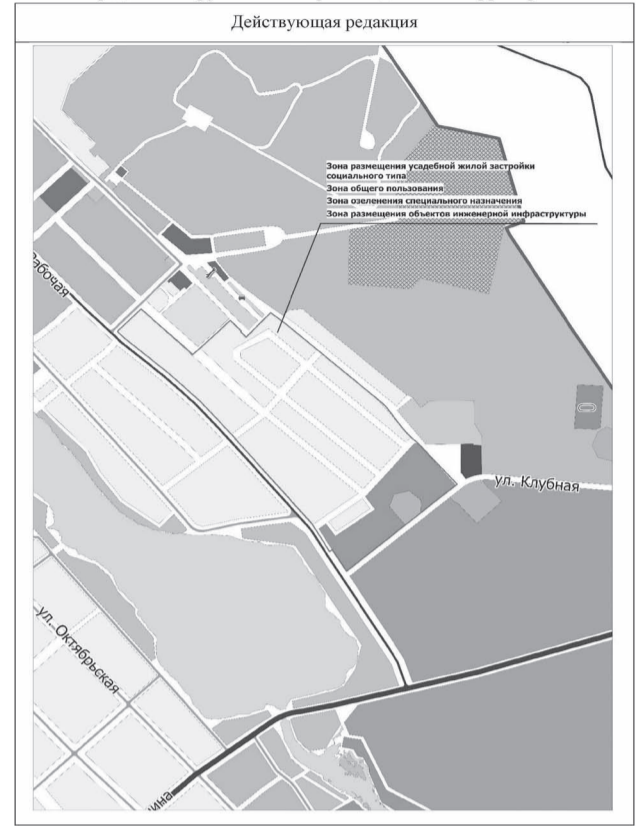 Действующая редакция
Зона размещения усадебной жилой застройки
социального типа
Зона общего пользования
Зона озеленения специального назначения
Зона размещения объектов инженерной инфраструктуры
Рабочая
ул. Клубная
ул. Октябрьская